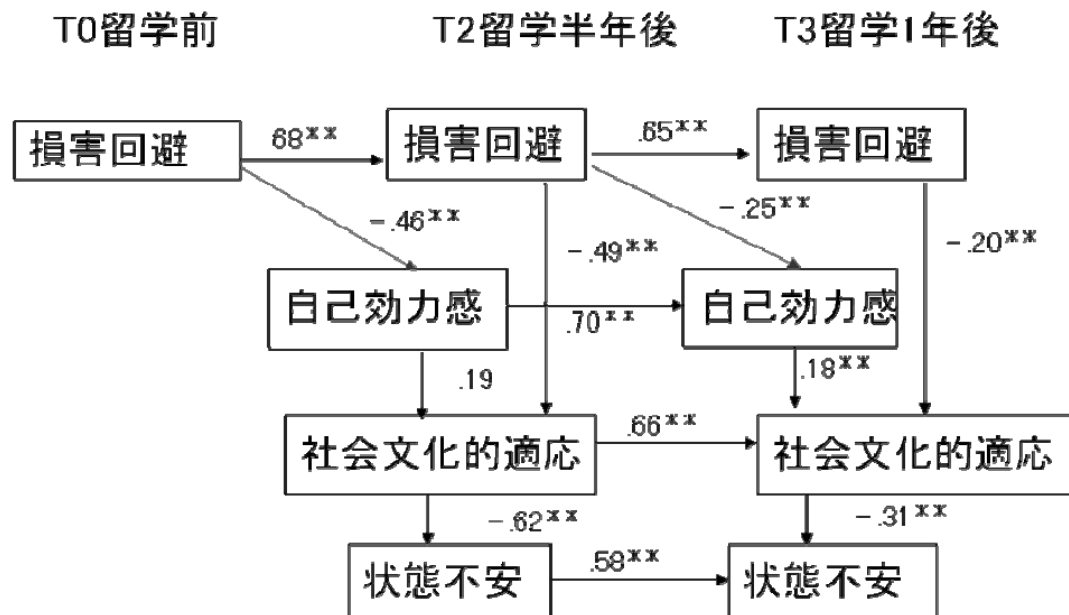 T0留学前 T2留学半年後 T3留学1年後
損害回避 68** 損害回避 .65** 損害回避
-.46** -.49** -.25** -.20**
自己効力感 .70** 自己効力感
.19 .18**
社会文化的適応 .66** 社会文化的適応
-.62** -.31**
状態不安 .58** 状態不安